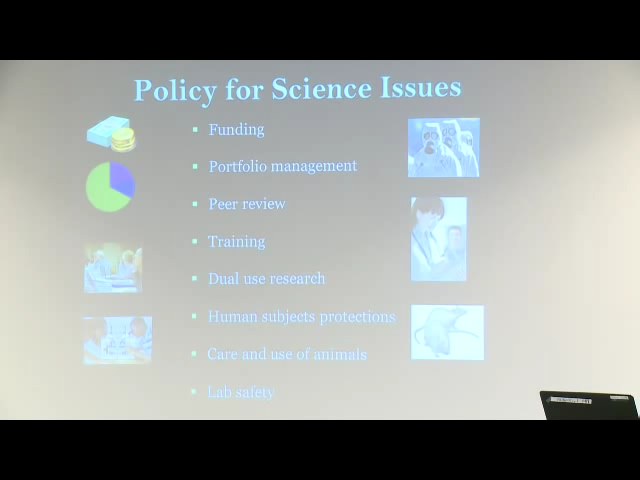 Policy for Science Issues
▪ Funding
▪ Portfolio management
▪ Peer review
▪ Training
▪ Dual use research
▪ Human subjects protections
▪ Care and use of animals
▪ Lab safety